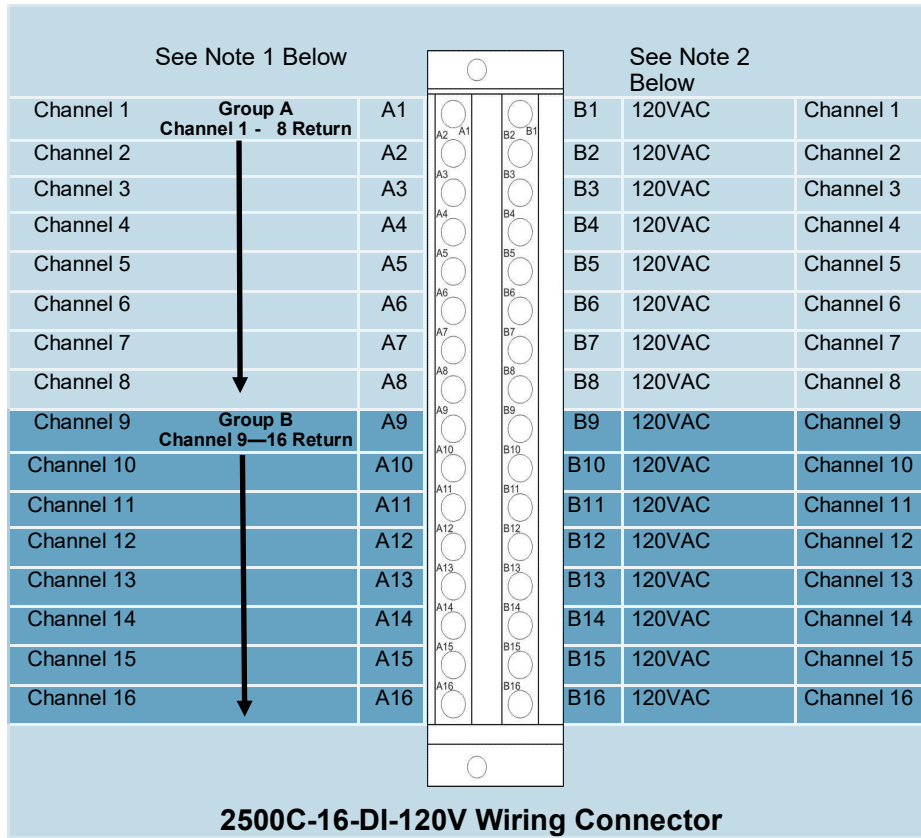 See Note 1 Below
See Note 2
Below
Channel 1 Group A A1 B1 120VAC Channel 1
Channel 1 - 8 Return
A2 A1 B2 B1
Channel 2 A2 B2 120VAC Channel 2
A3 B3
Channel 3 A3 B3 120VAC Channel 3
A4 B4
Channel 4 A4 B4 120VAC Channel 4
A5 B5
Channel 5 A5 B5 120VAC Channel 5
A6 B6
Channel 6 A6 B6 120VAC Channel 6
A7 B7
Channel 7 A7 B7 120VAC Channel 7
A8 B8
Channel 8 A8 B8 120VAC Channel 8
A9 B9
Channel 9 Group B A9 B9 120VAC Channel 9
Channel 9—16 Return
A10 B10
Channel 10 A10 B10 120VAC Channel 10
A11 B11
Channel 11 A11 B11 120VAC Channel 11
A12 B12
Channel 12 A12 B12 120VAC Channel 12
A13 B13
Channel 13 A13 B13 120VAC Channel 13
A14 B14
Channel 14 A14 B14 120VAC Channel 14
A15 B15
Channel 15 A15 B15 120VAC Channel 15
A16 B16
Channel 16 A16 B16 120VAC Channel 16
2500C-16-DI-120V Wiring Connector